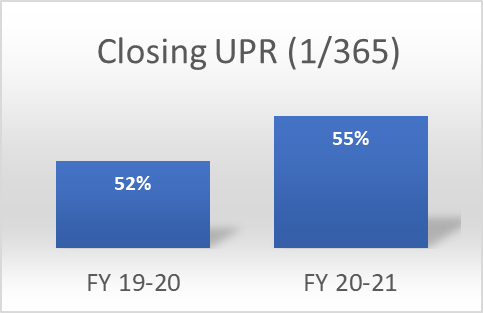 Closing UPR (1/365)
52%
55%
FY 19-20
FY 20-21